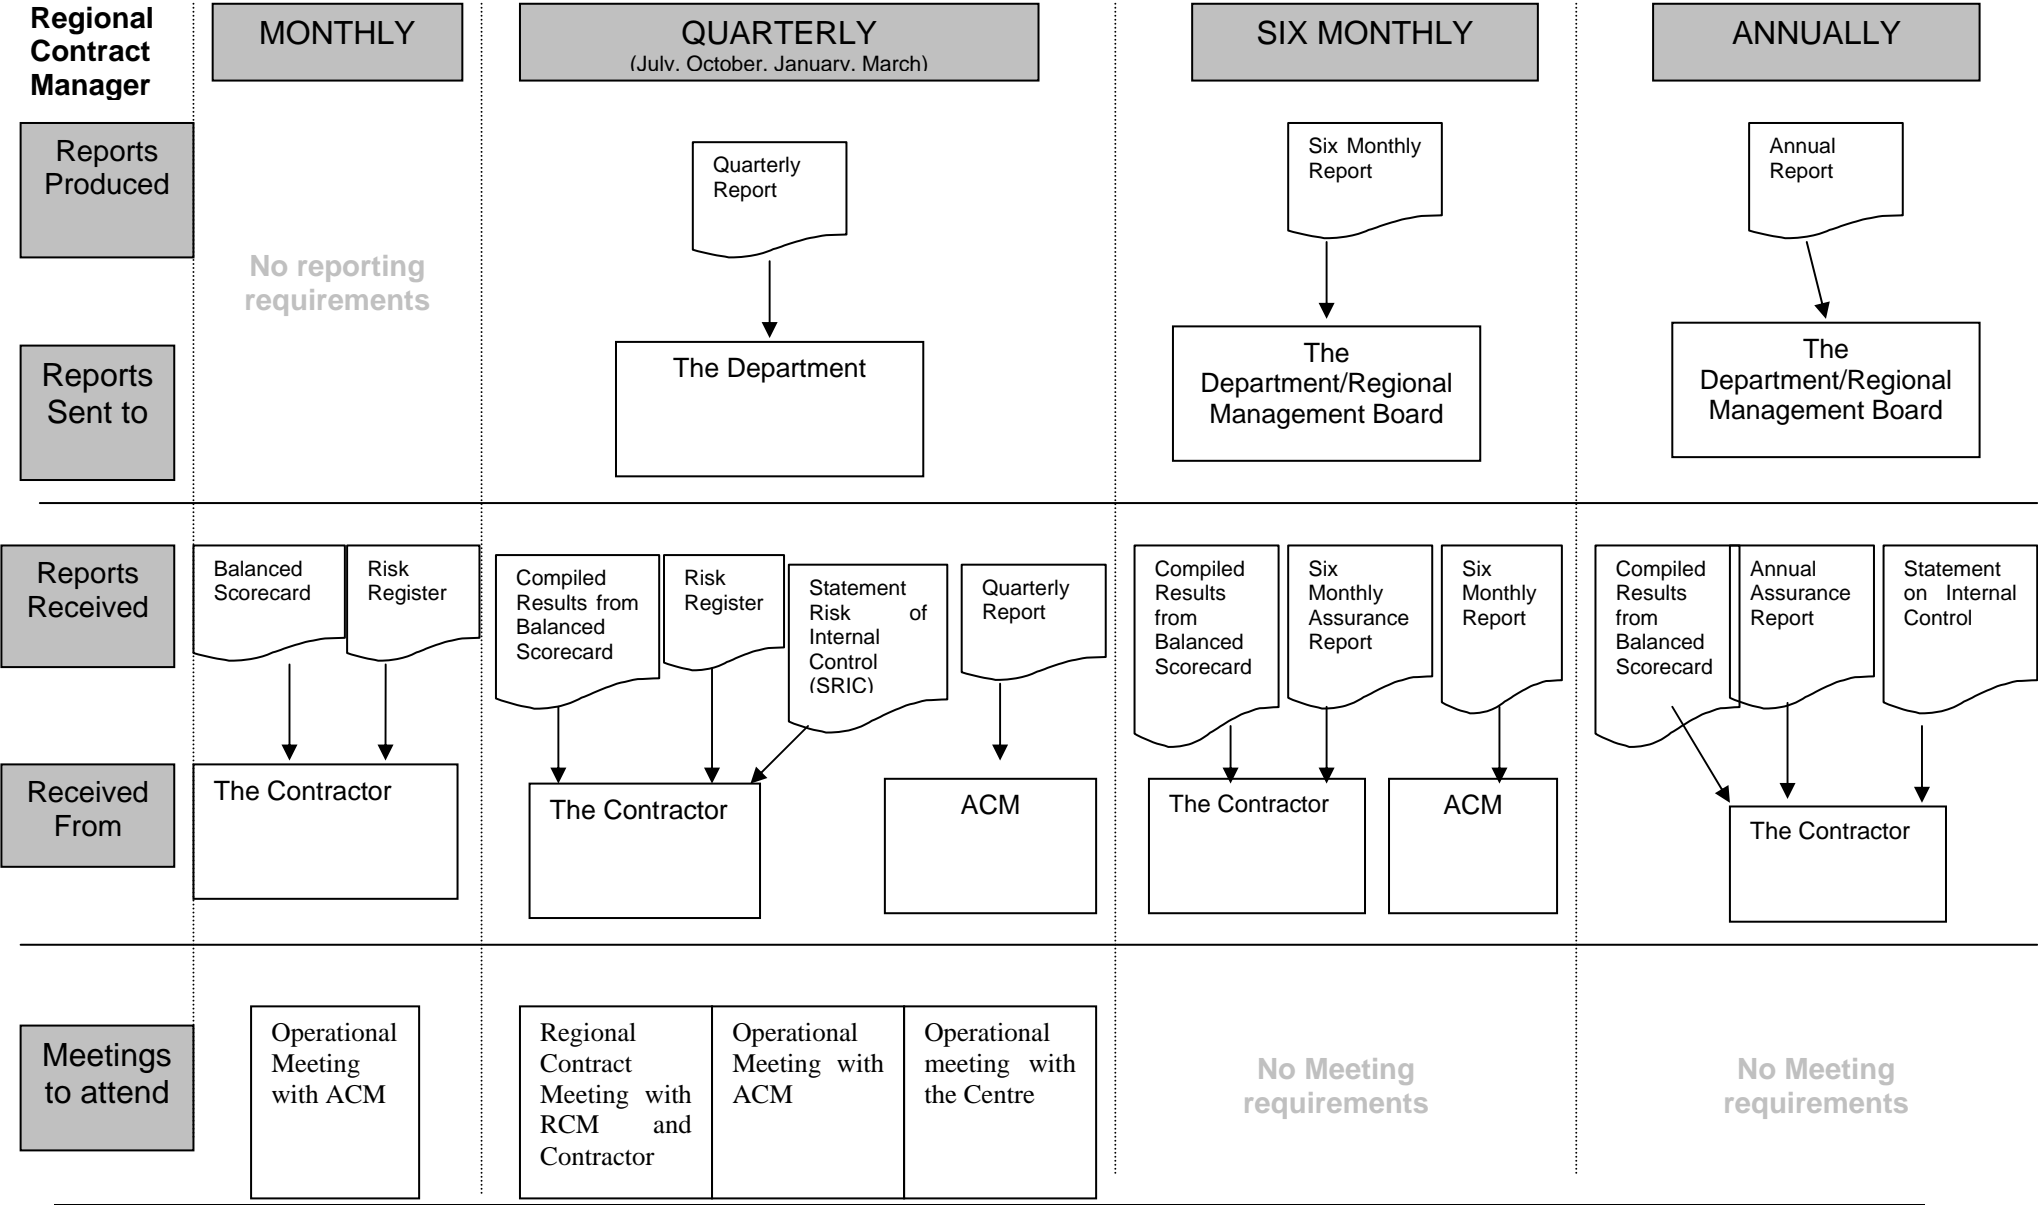 Regional
Contract
Manager
MONTHLY
QUARTERLY
(July, October, January, March)
SIX MONTHLY
ANNUALLY
Reports
Produced
No reporting
requirements
Quarterly
Report
Six Monthly
Report
Annual
Report
Reports
Sent to
The Department
The
Department/Regional
Management Board
The
Department/Regional
Management Board
Reports
Received
Balanced
Scorecard
Risk
Register
Compiled
Results from
Balanced
Scorecard
Risk
Register
Statement
Risk of
Internal
Control
(SRIC)
Quarterly
Report
Compiled
Results
from
Balanced
Scorecard
Six
Monthly
Assurance
Report
Six
Monthly
Report
Compiled
Results
from
Balanced
Scorecard
Annual
Assurance
Report
Statement
on Internal
Control
Received
From
The Contractor
The Contractor
ACM
The Contractor
ACM
The Contractor
Meetings
to attend
Operational
Meeting
with ACM
Regional
Contract
Meeting with
RCM and
Contractor
Operational
Meeting with
ACM
Operational
meeting with
the Centre
No Meeting
requirements
No Meeting
requirements